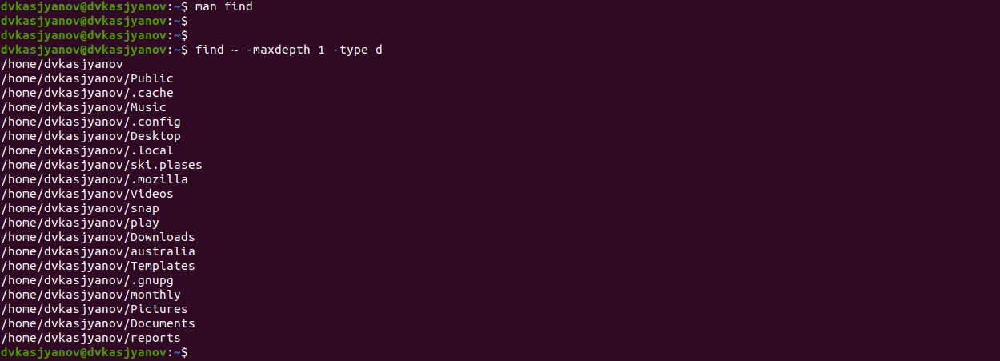 dvkasjyanov@dvkasjyanov:~$ man find
dvkasjyanov@dvkasjyanov:~$
dvkasjyanov@dvkasjyanov:~$
dvkasjyanov@dvkasjyanov:~$ find ~ -maxdepth 1 -type d
/home/dvkasjyanov
/home/dvkasjyanov/Public
/home/dvkasjyanov/.cache
/home/dvkasjyanov/Music
/home/dvkasjyanov/.config
/home/dvkasjyanov/Desktop
/home/dvkasjyanov/.local
/home/dvkasjyanov/ski.plases
/home/dvkasjyanov/.mozilla
/home/dvkasjyanov/Videos
/home/dvkasjyanov/snap
/home/dvkasjyanov/play
/home/dvkasjyanov/Downloads
/home/dvkasjyanov/australia
/home/dvkasjyanov/Templates
/home/dvkasjyanov/.gnupg
/home/dvkasjyanov/monthly
/home/dvkasjyanov/Pictures
/home/dvkasjyanov/Documents
/home/dvkasjyanov/reports
dvkasjyanov@dvkasjyanov:~$